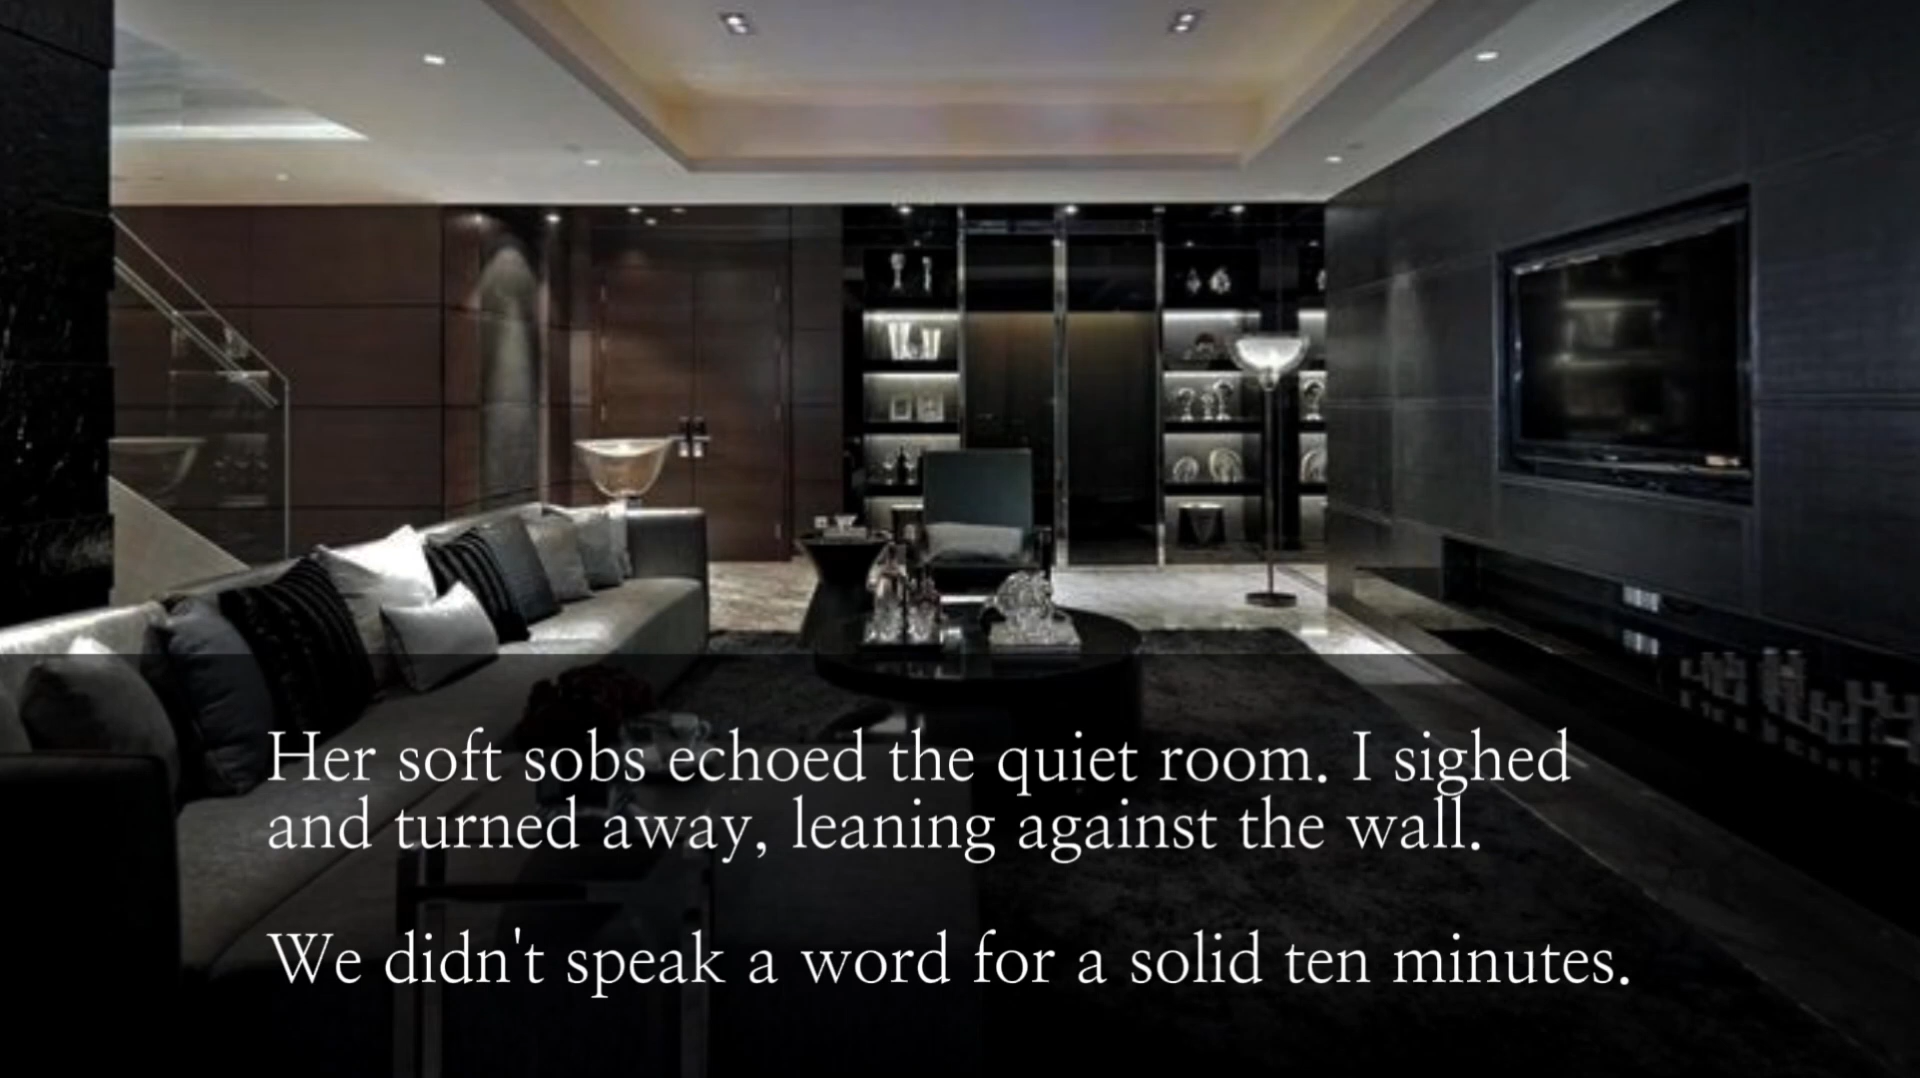 Her soft sobs echoed the quiet room. I sighed
and turned away, leaning against the wall.
We didn't speak a word for a solid ten minutes.